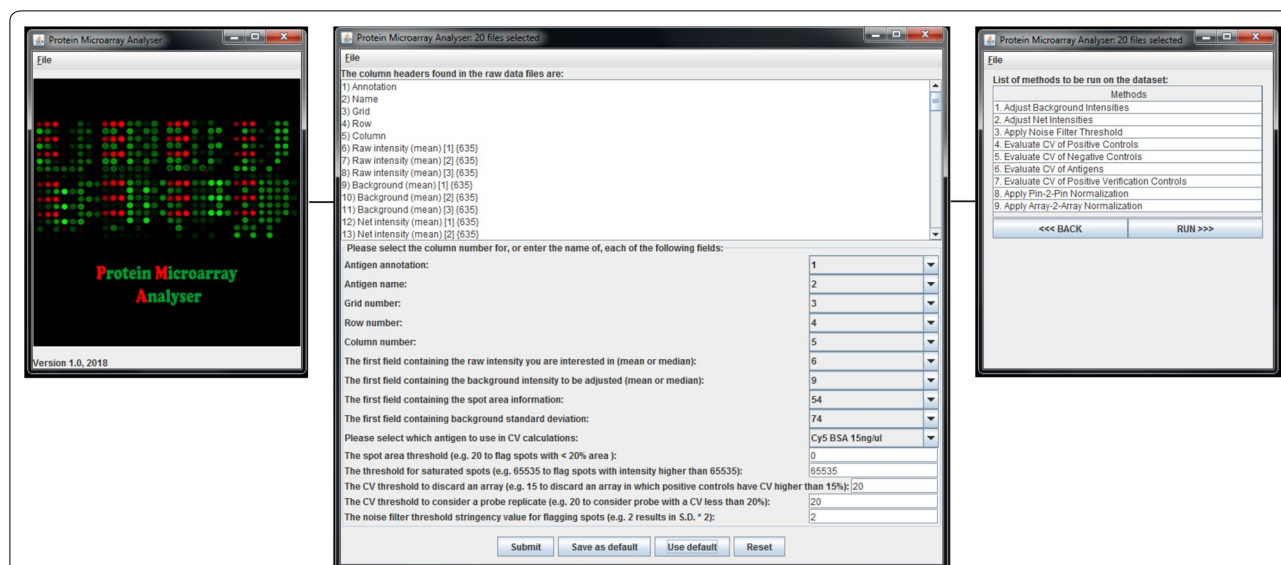 Protein Microarray Analyser
File
Protein Microarray
Analyser
Version 1.0, 2018
Protein Microarray Analyser: 20 files selected
File
The column headers found in the raw data files are:
1) Annotation
2) Name
3) Grid
4) Row
5) Column
6) Raw intensity (mean) [1] {635}
7) Raw intensity (mean) [2] {635}
8) Raw intensity (mean) [3] {635}
9) Background (mean) [1] {635}
10) Background (mean) [2] {635}
11) Background (mean) [3] {635}
12) Net intensity (mean) [1] {635}
13) Net intensity (mean) [2] {635}
Please select the column number for, or enter the name of, each of the following fields:
Antigen annotation: 1
Antigen name: 2
Grid number: 3
Row number: 4
Column number: 5
The first field containing the raw intensity you are interested in (mean or median): 6
The first field containing the background intensity to be adjusted (mean or median): 9
The first field containing the spot area information: 54
The first field containing background standard deviation: 74
Please select which antigen to use in CV calculations: Cy5 BSA 15ng/ul
The spot area threshold (e.g. 20 to flag spots with < 20% area ): 0
The threshold for saturated spots (e.g. 65535 to flag spots with intensity higher than 65535): 65535
The CV threshold to discard an array (e.g. 15 to discard an array in which positive controls have CV higher than 15%): 20
The CV threshold to consider a probe replicate (e.g. 20 to consider probe with a CV less than 20%): 20
The noise filter threshold stringency value for flagging spots (e.g. 2 results in S.D. * 2): 2
Submit Save as default Use default Reset
Protein Microarray Analyser: 20 files selected
File
List of methods to be run on the dataset:
Methods
1. Adjust Background Intensities
2. Adjust Net Intensities
3. Apply Noise Filter Threshold
4. Evaluate CV of Positive Controls
5. Evaluate CV of Negative Controls
6. Evaluate CV of Antigens
7. Evaluate CV of Positive Verification Controls
8. Apply Pin-2-Pin Normalization
9. Apply Array-2-Array Normalization
<<< BACK RUN >>>